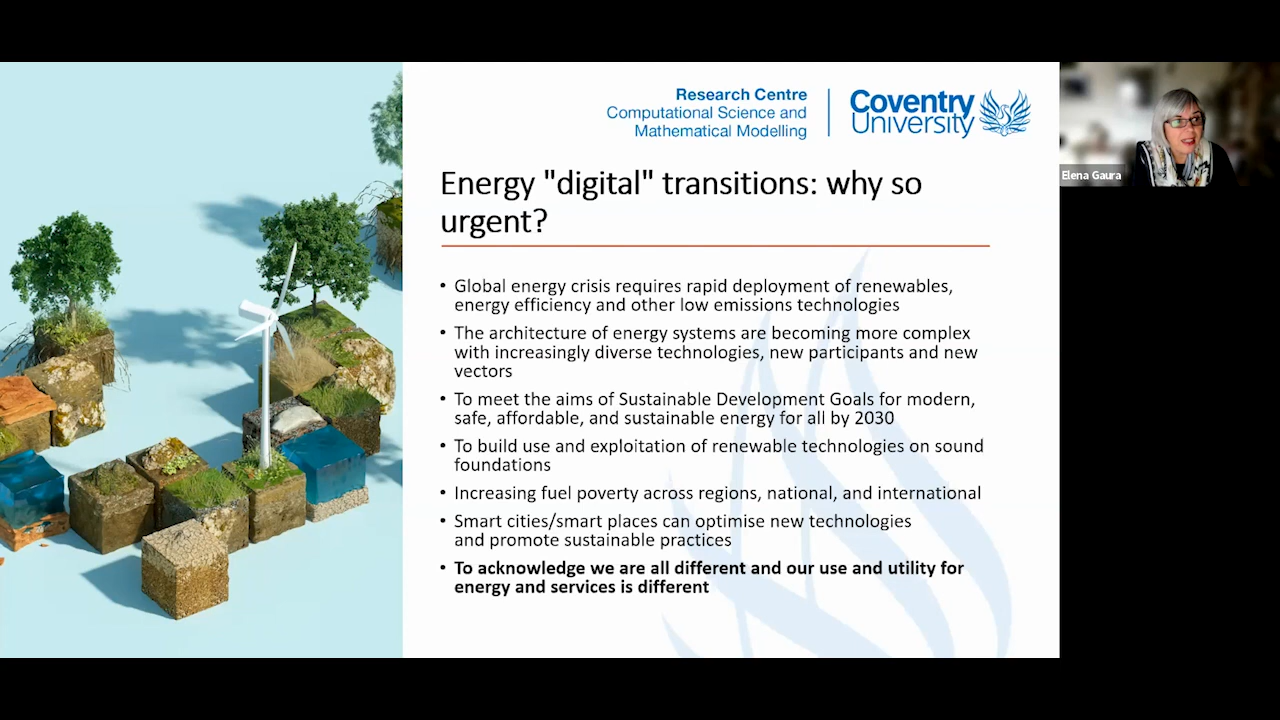 Research Centre
Computational Science and
Mathematical Modelling
Coventry
University
Elena Gaura
Energy "digital" transitions: why so
urgent?
• Global energy crisis requires rapid deployment of renewables,
energy efficiency and other low emissions technologies
• The architecture of energy systems are becoming more complex
with increasingly diverse technologies, new participants and new
vectors
• To meet the aims of Sustainable Development Goals for modern,
safe, affordable, and sustainable energy for all by 2030
• To build use and exploitation of renewable technologies on sound
foundations
• Increasing fuel poverty across regions, national, and international
• Smart cities/smart places can optimise new technologies
and promote sustainable practices
• To acknowledge we are all different and our use and utility for
energy and services is different